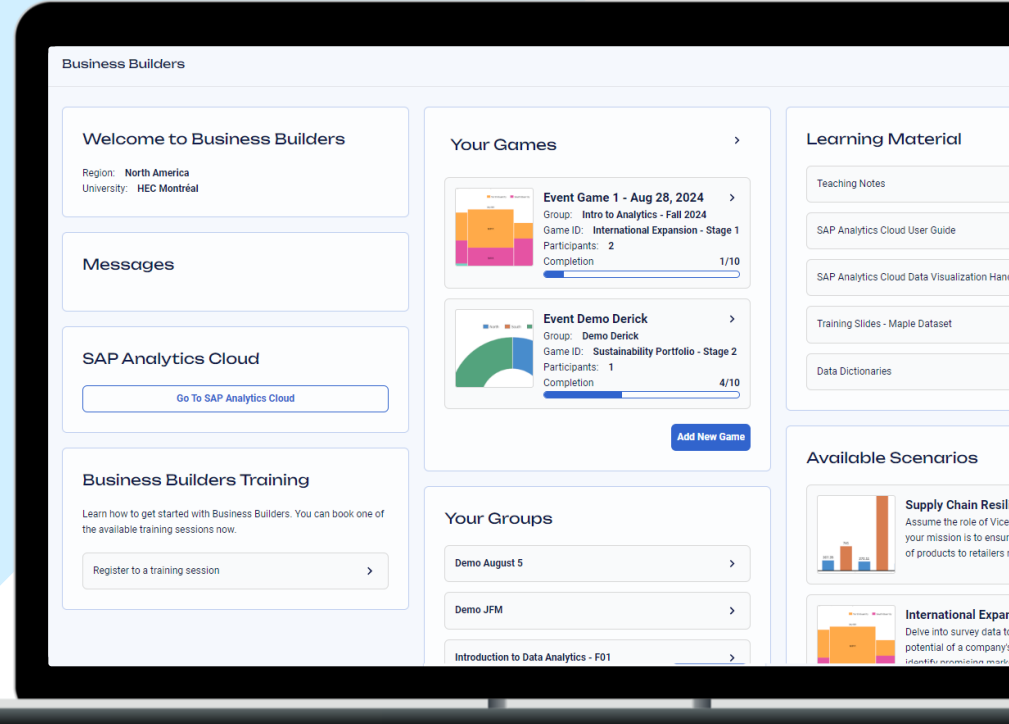 Business Builders
Welcome to Business Builders
Region: North America
University: HEC Montréal
Messages
SAP Analytics Cloud
Go To SAP Analytics Cloud
Business Builders Training
Learn how to get started with Business Builders. You can book one of
the available training sessions now.
Register to a training session
Your Games
Event Game 1 - Aug 28, 2024
Group: Intro to Analytics - Fall 2024
Game ID: International Expansion - Stage 1
Participants: 2
Completion 1/10
Event Demo Derick
Group: Demo Derick
Game ID: Sustainability Portfolio - Stage 2
Participants: 1
Completion 4/10
Add New Game
Your Groups
Demo August 5
Demo JFM
Introduction to Data Analytics - F01
Learning Material
Teaching Notes
SAP Analytics Cloud User Guide
SAP Analytics Cloud Data Visualization
Training Slides - Maple Dataset
Data Dictionaries
Available Scenarios
Supply Chain
Assume the role of Vice
your mission is to ensur
of products to retailers
International
Delve into survey data
potential of a company's
identify promising